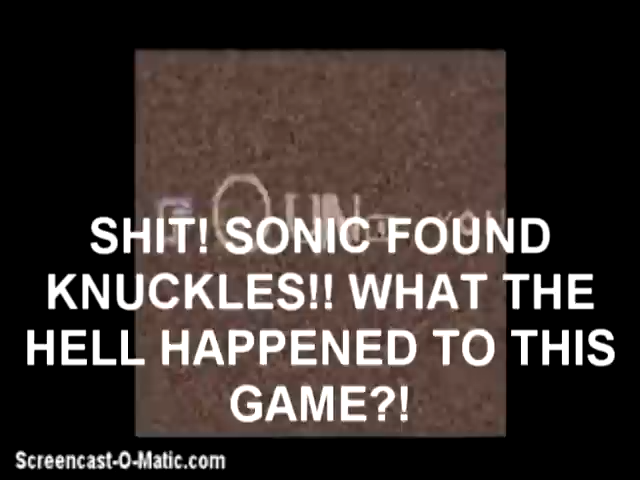 SHIT! SONIC FOUND
KNUCKLES!! WHAT THE
HELL HAPPENED TO THIS
GAME?!
Screencast-O-Matic.com